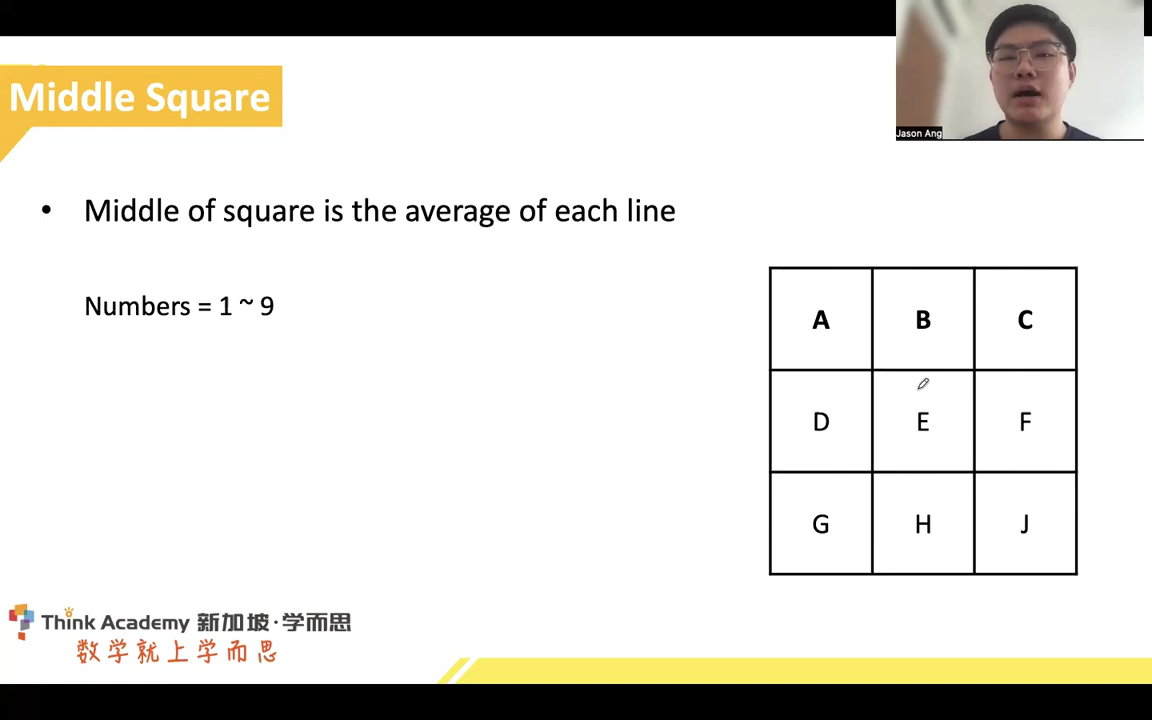 Middle Square
Jason Ang
• Middle of square is the average of each line
Numbers = 1 ~ 9
A B C
D E F
G H J
Think Academy 新加坡·学而思
数学就上学而思